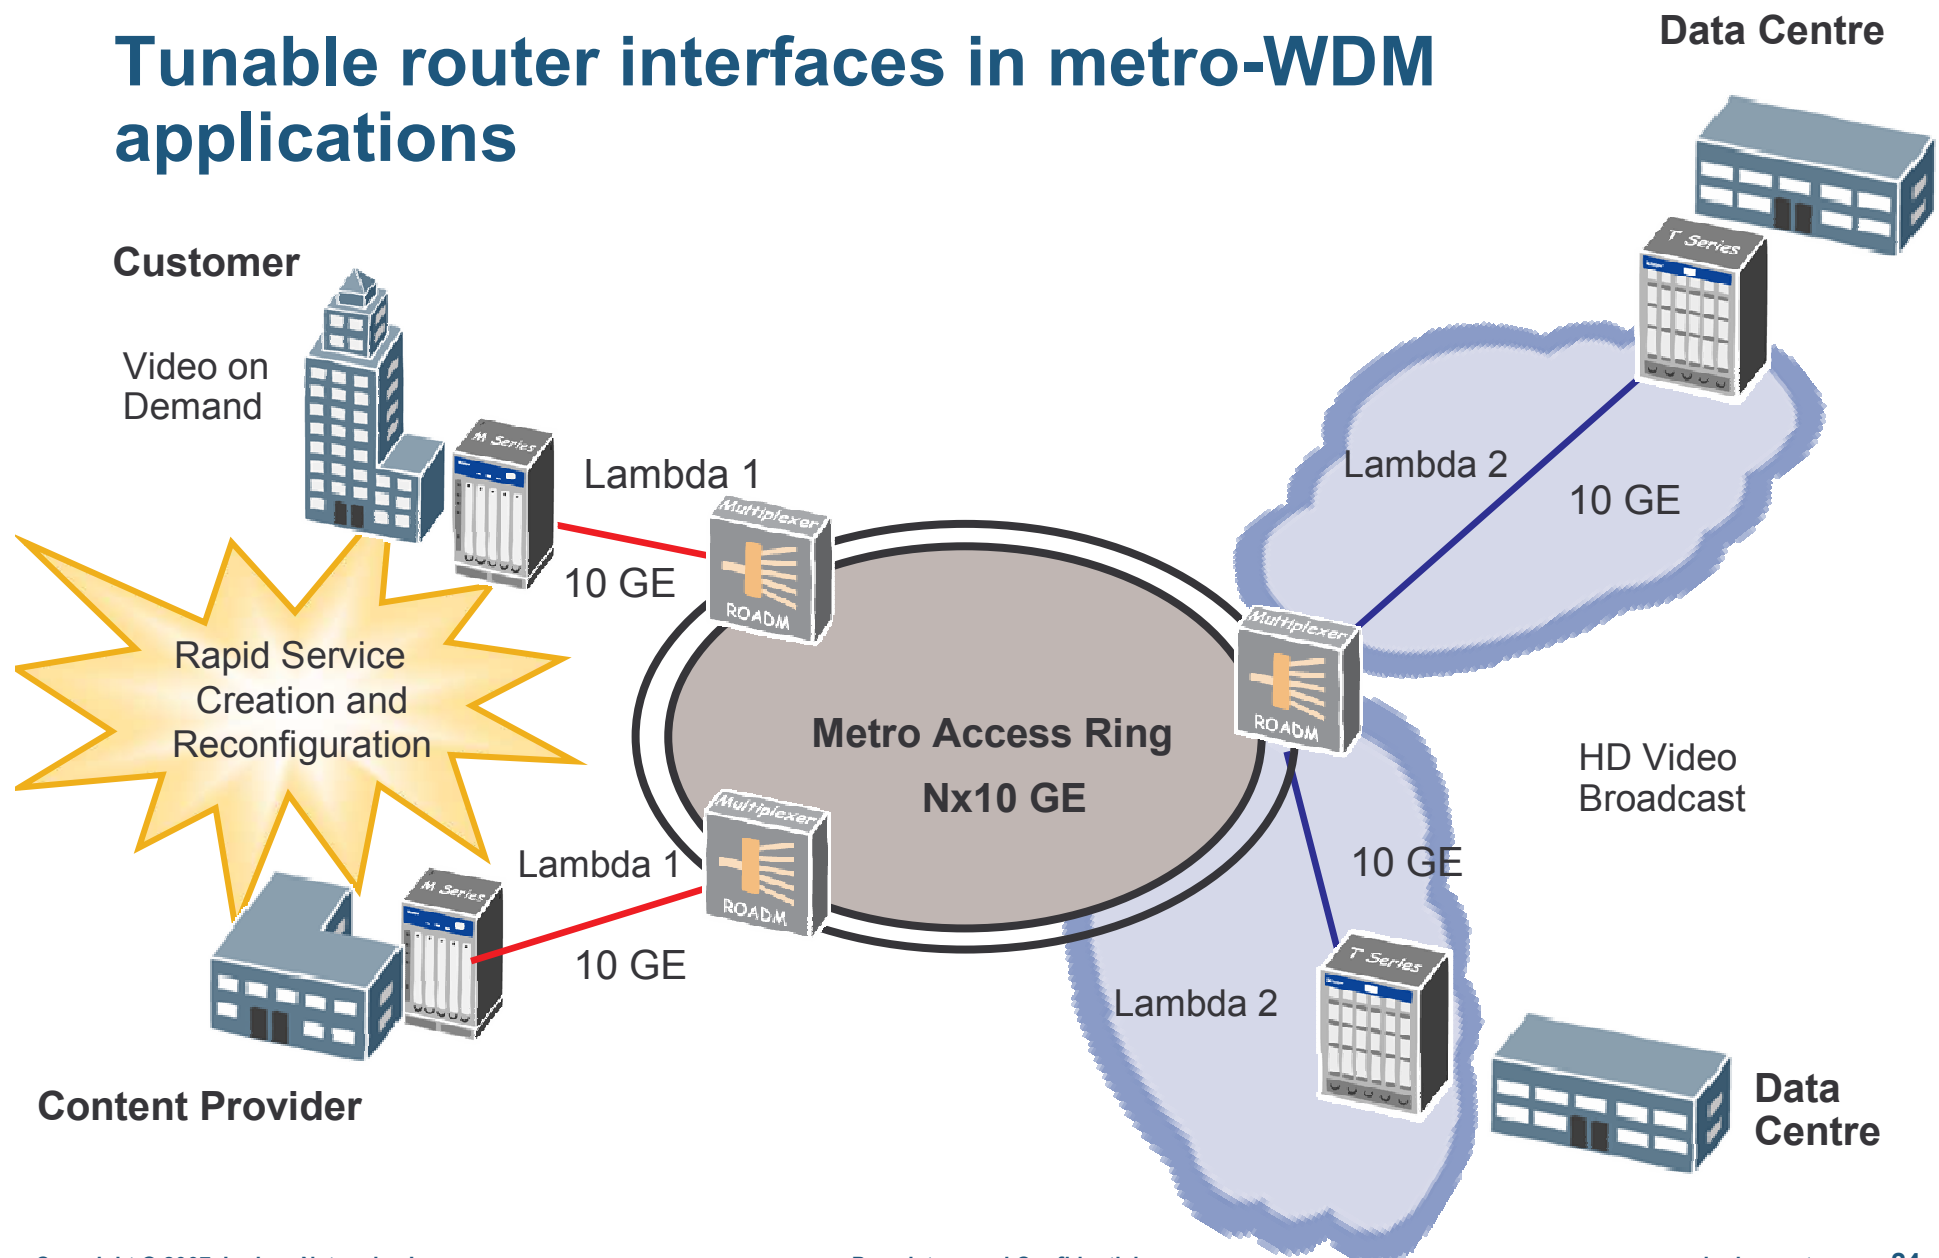 Tunable router interfaces in metro-WDM
applications
Data Centre
T Series
Customer
Video on
Demand
M Series
Lambda 1
10 GE
Multiplexer
ROADM
Lambda 2
10 GE
Multiplexer
ROADM
Rapid Service
Creation and
Reconfiguration
Metro Access Ring
Nx10 GE
HD Video
Broadcast
Multiplexer
ROADM
Lambda 1
10 GE
M Series
10 GE
Lambda 2
T Series
Content Provider
Data
Centre